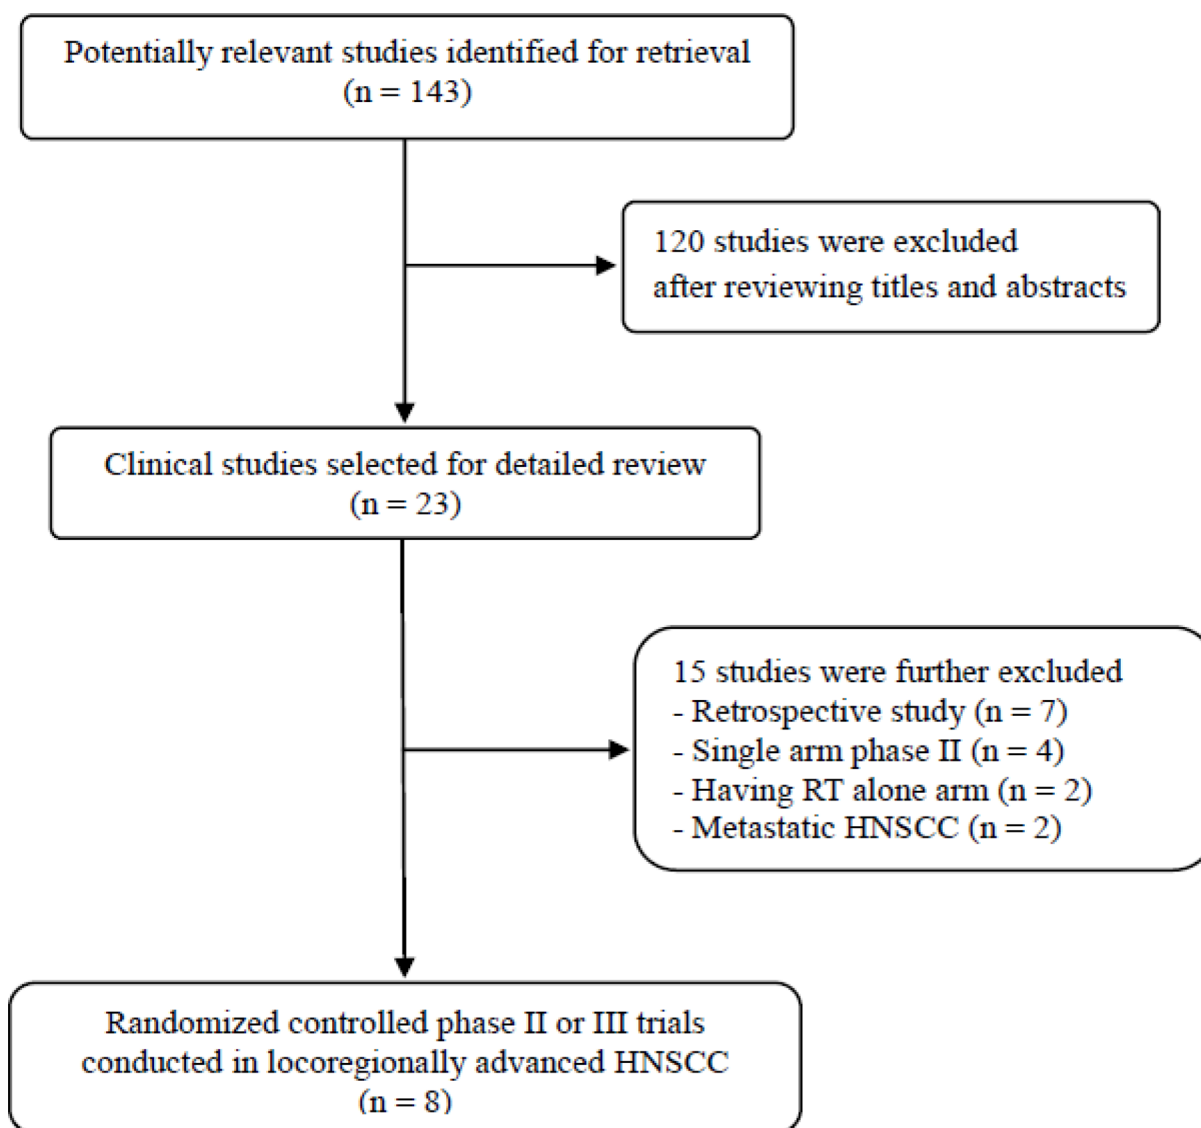 Potentially relevant studies identified for retrieval
(n = 143)
120 studies were excluded
after reviewing titles and abstracts
Clinical studies selected for detailed review
(n = 23)
15 studies were further excluded
- Retrospective study (n = 7)
- Single arm phase II (n = 4)
- Having RT alone arm (n = 2)
- Metastatic HNSCC (n = 2)
Randomized controlled phase II or III trials
conducted in locoregionally advanced HNSCC
(n = 8)